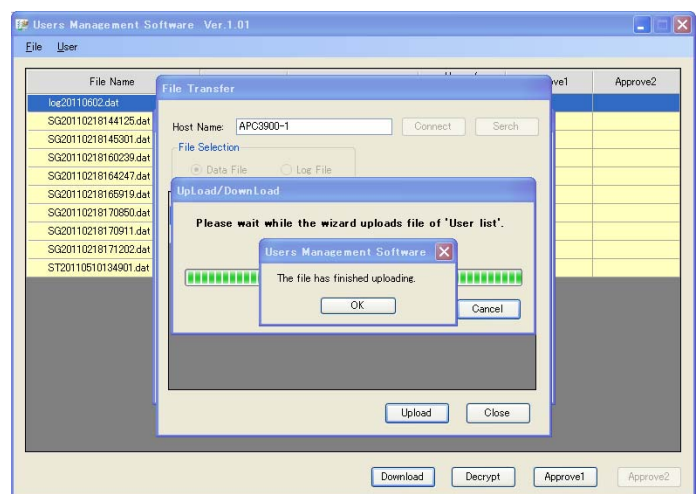 Users Management Software Ver.1.01
File User
File Name
Approve2
log20110602.dat
SG20110218144125.dat
SG20110218145301.dat
SG20110218160239.dat
SG20110218164247.dat
SG20110218165919.dat
SG20110218170850.dat
SG20110218170911.dat
SG20110218171202.dat
ST20110510134901.dat
File Transfer
Host Name: APC3900-1 Connect Serch
File Selection
Data File Log File
UpLoad/DownLoad
Please wait while the wizard uploads file of 'User list'.
Users Management Software
The file has finished uploading.
OK
Cancel
Upload Close
Download Decrypt Approve1 Approve2